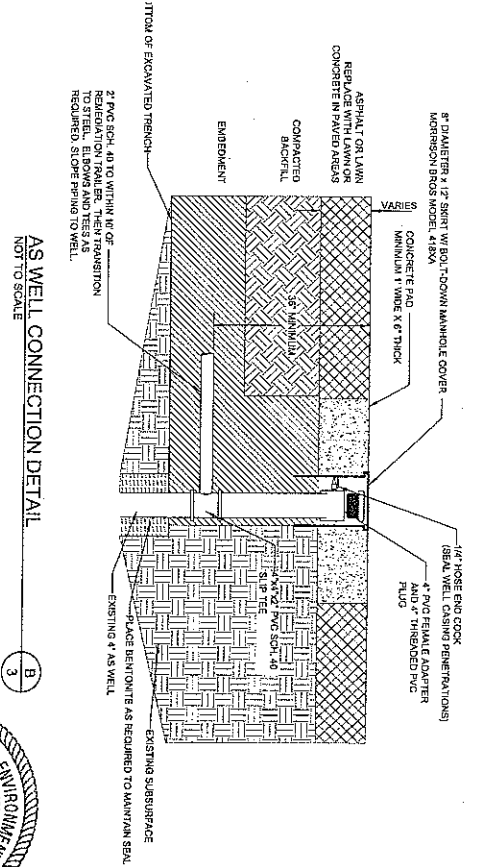 8" DIAMETER x 12" SKIRT W/ BOLT-DOWN MANHOLE COVER
MORRISON BROS MODEL 418XA
ASPHALT OR LAWN
REPLACE WITH LAWN OR
CONCRETE IN PAVED AREAS
VARIES
CONCRETE PAD
MINIMUM 1' WIDE X 6" THICK
1/4" HOSE END COCK
(SEAL WELL CASING PENETRATIONS)
4" PVC FEMALE ADAPTER
AND 4" THREADED PVC
PLUG
COMPACTED
BACKFILL
36" MINIMUM
EMBEDMENT
4"x4"x2" PVC SCH. 40
SLIP TEE
TTOM OF EXCAVATED TRENCH
EXISTING SUBSURFACE
PLACE BENTONITE AS REQUIRED TO MAINTAIN SEAL
EXISTING 4" AS WELL
2" PVC SCH. 40 TO WITHIN 10' OF
REMEDIATION TRAILER. THEN TRANSITION
TO STEEL. ELBOWS AND TEES AS
REQUIRED. SLOPE PIPING TO WELL.
AS WELL CONNECTION DETAIL
NOT TO SCALE
B
3
ENVIRONMEN